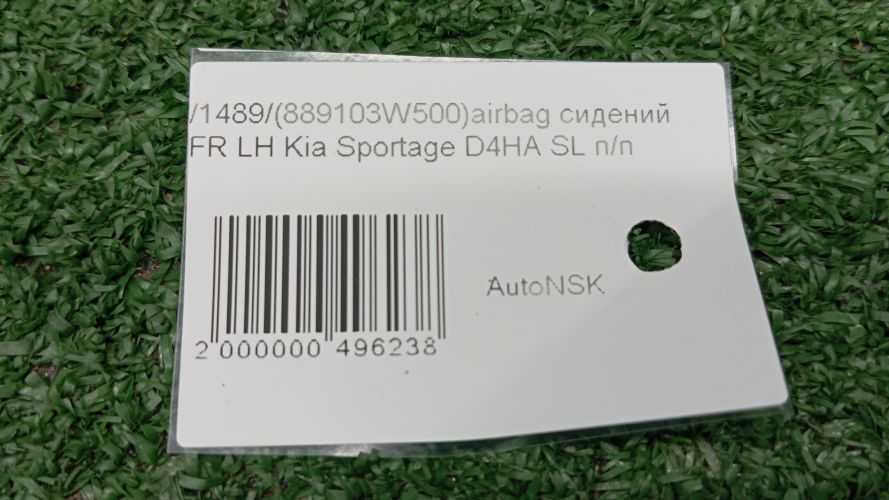 /1489/(889103W500)airbag сидений
FR LH Kia Sportage D4HA SL п/п
AutoNSK
2 000000 496238